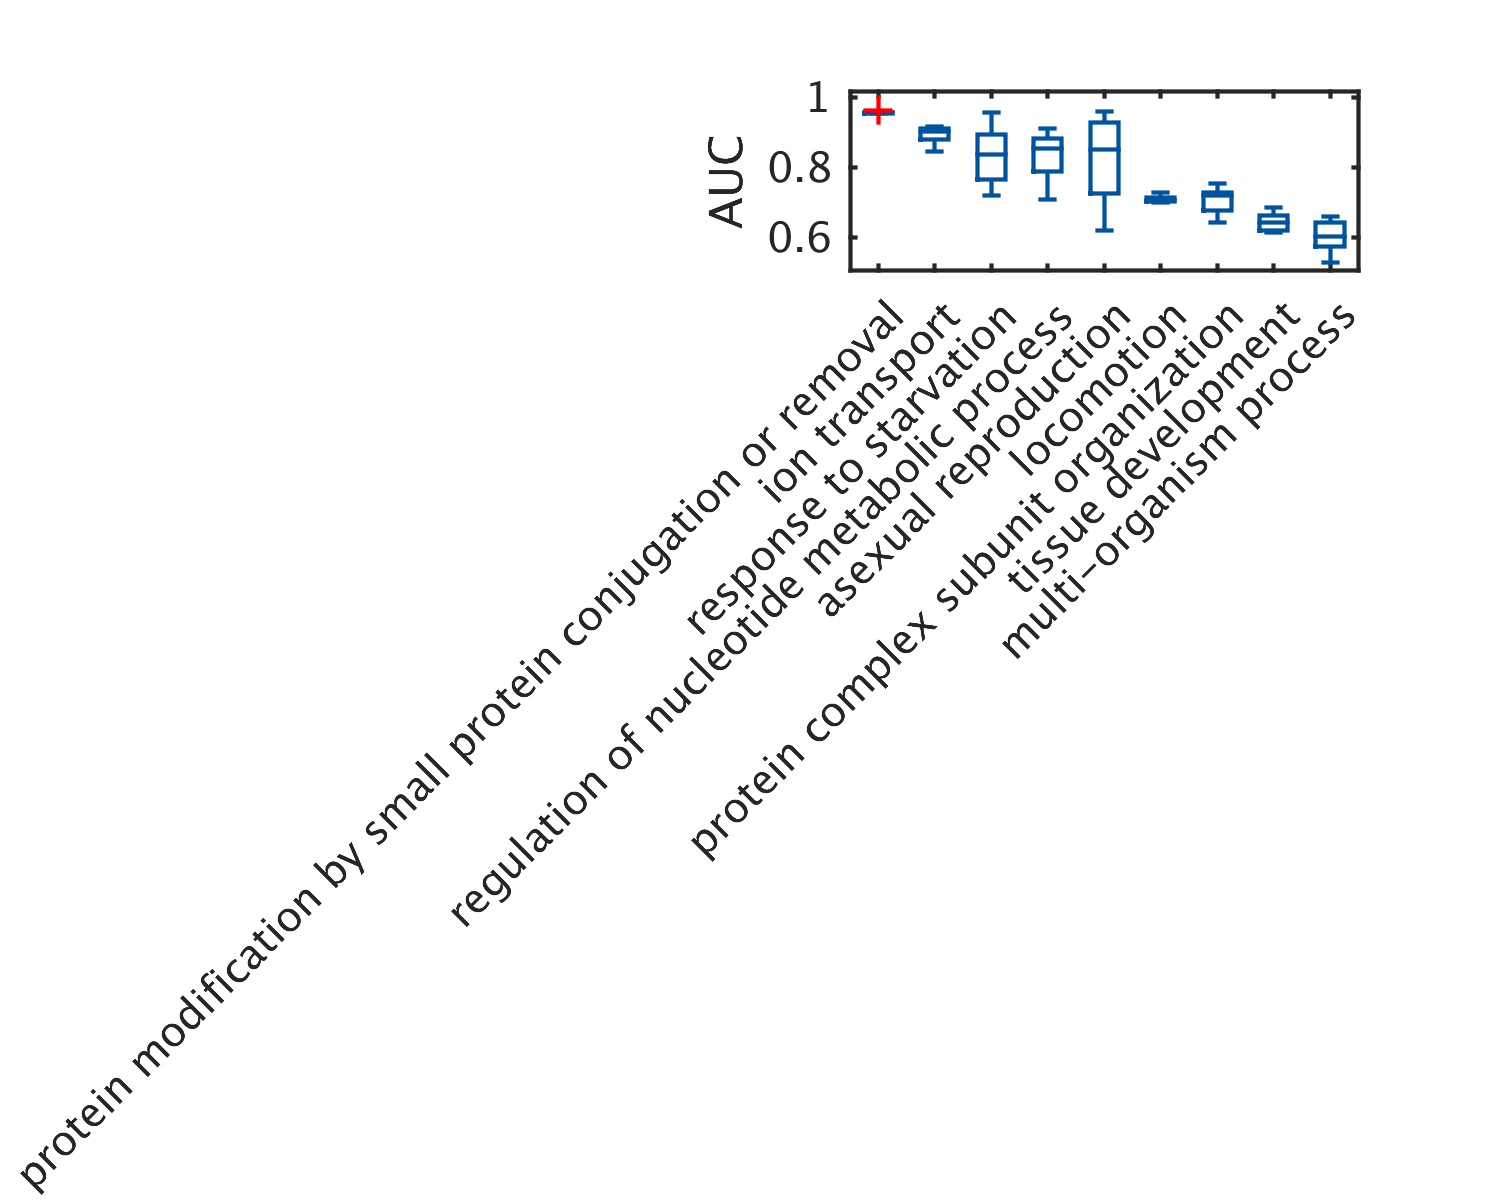 AUC
1
0.8
0.6
protein modification by small protein conjugation or removal
ion transport
response to starvation
regulation of nucleotide metabolic process
asexual reproduction
locomotion
protein complex subunit organization
tissue development
multi−organism process